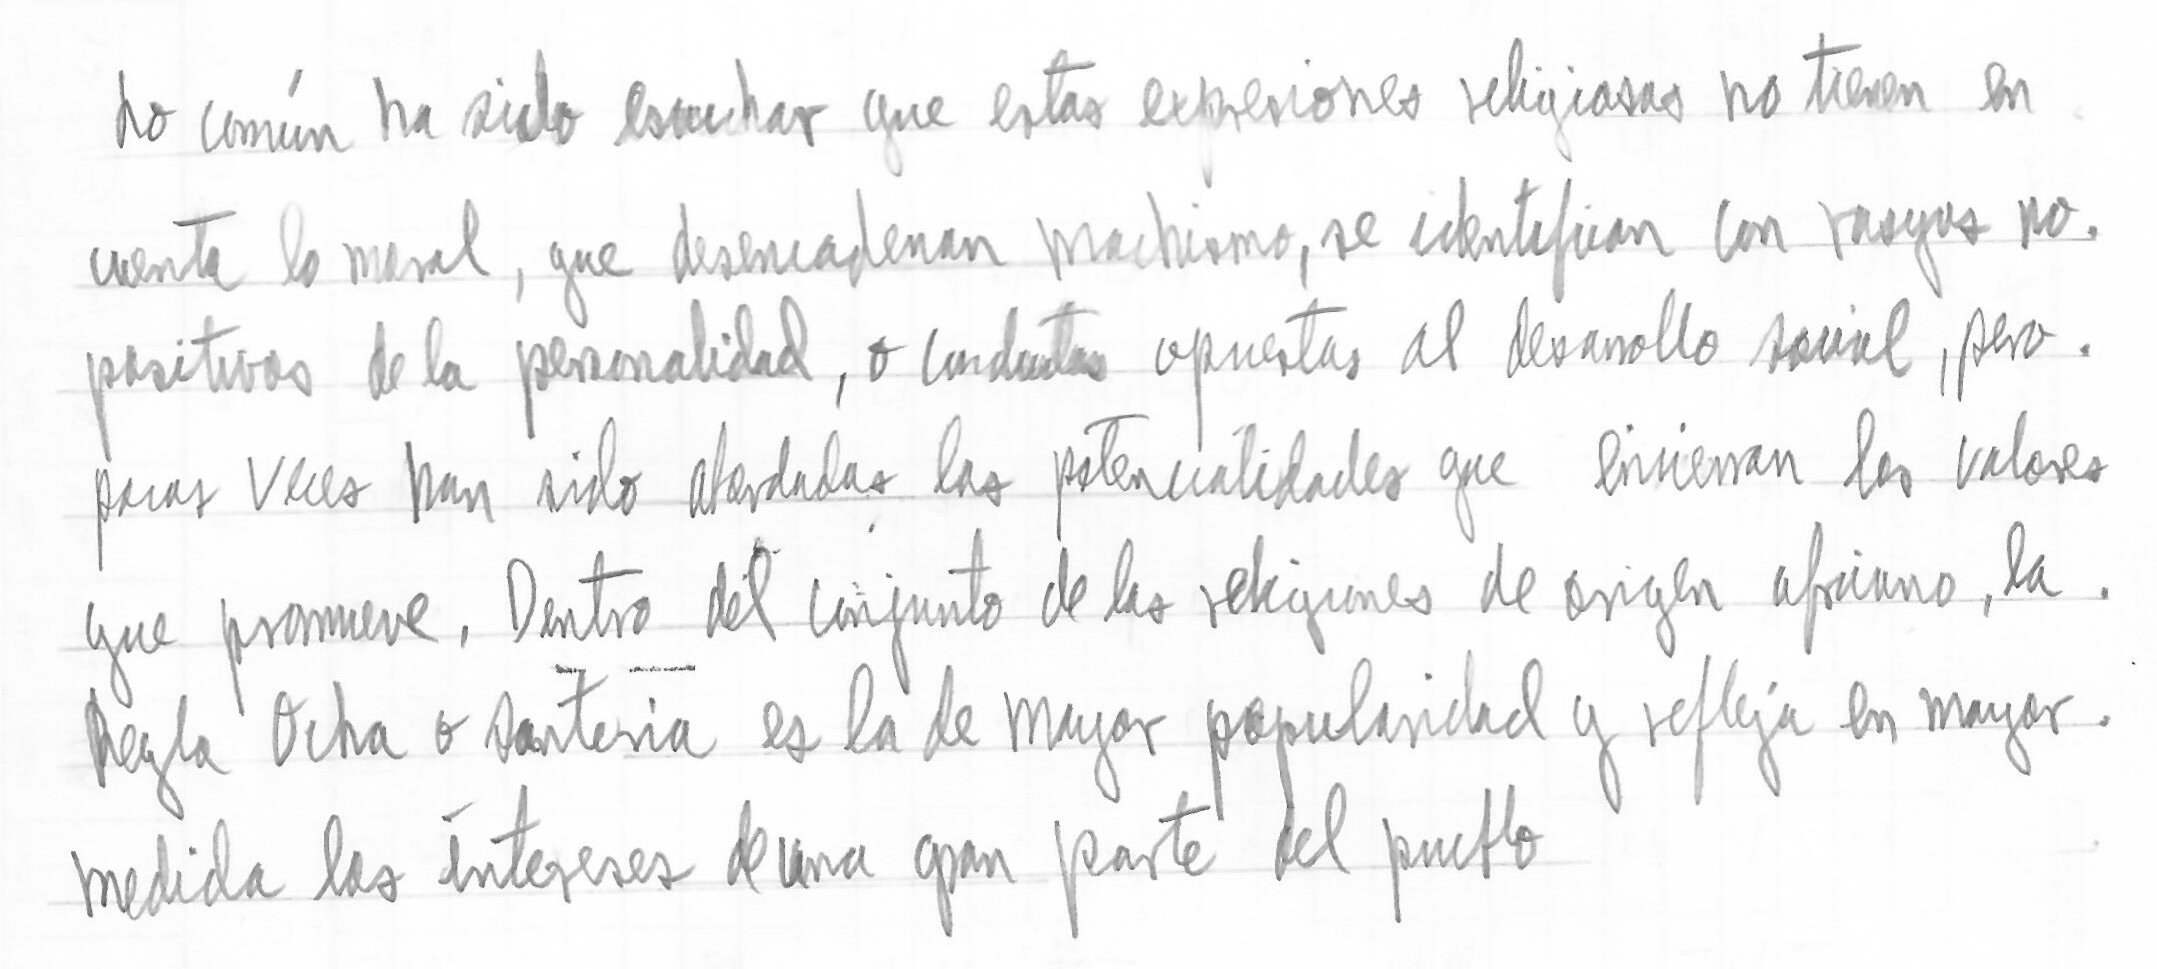 Lo común ha sido escuchar que estas expresiones religiosas no tienen en
cuenta lo moral, que desencadenan machismo, se identifican con rasgos no.
positivos de la personalidad, o conductas opuestas al desarrollo social, pero.
pocas veces han sido abordadas las potencialidades que encierran los valores
que promueve. Dentro del conjunto de las religiones de origen africano, la.
Regla Ocha o santeria es la de mayor popularidad y refleja en mayor.
medida los intereses de una gran parte del pueblo